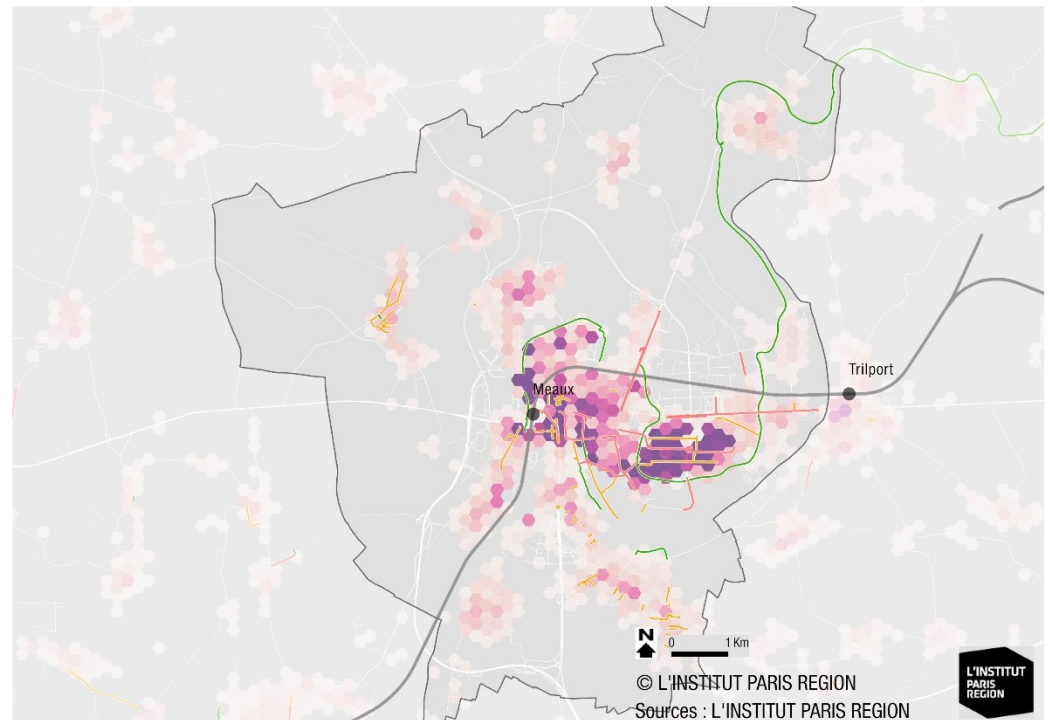 Trilport
Meaux
N
0 1 Km
© L'INSTITUT PARIS REGION
Sources : L'INSTITUT PARIS REGION
L'INSTITUT
PARIS
REGION